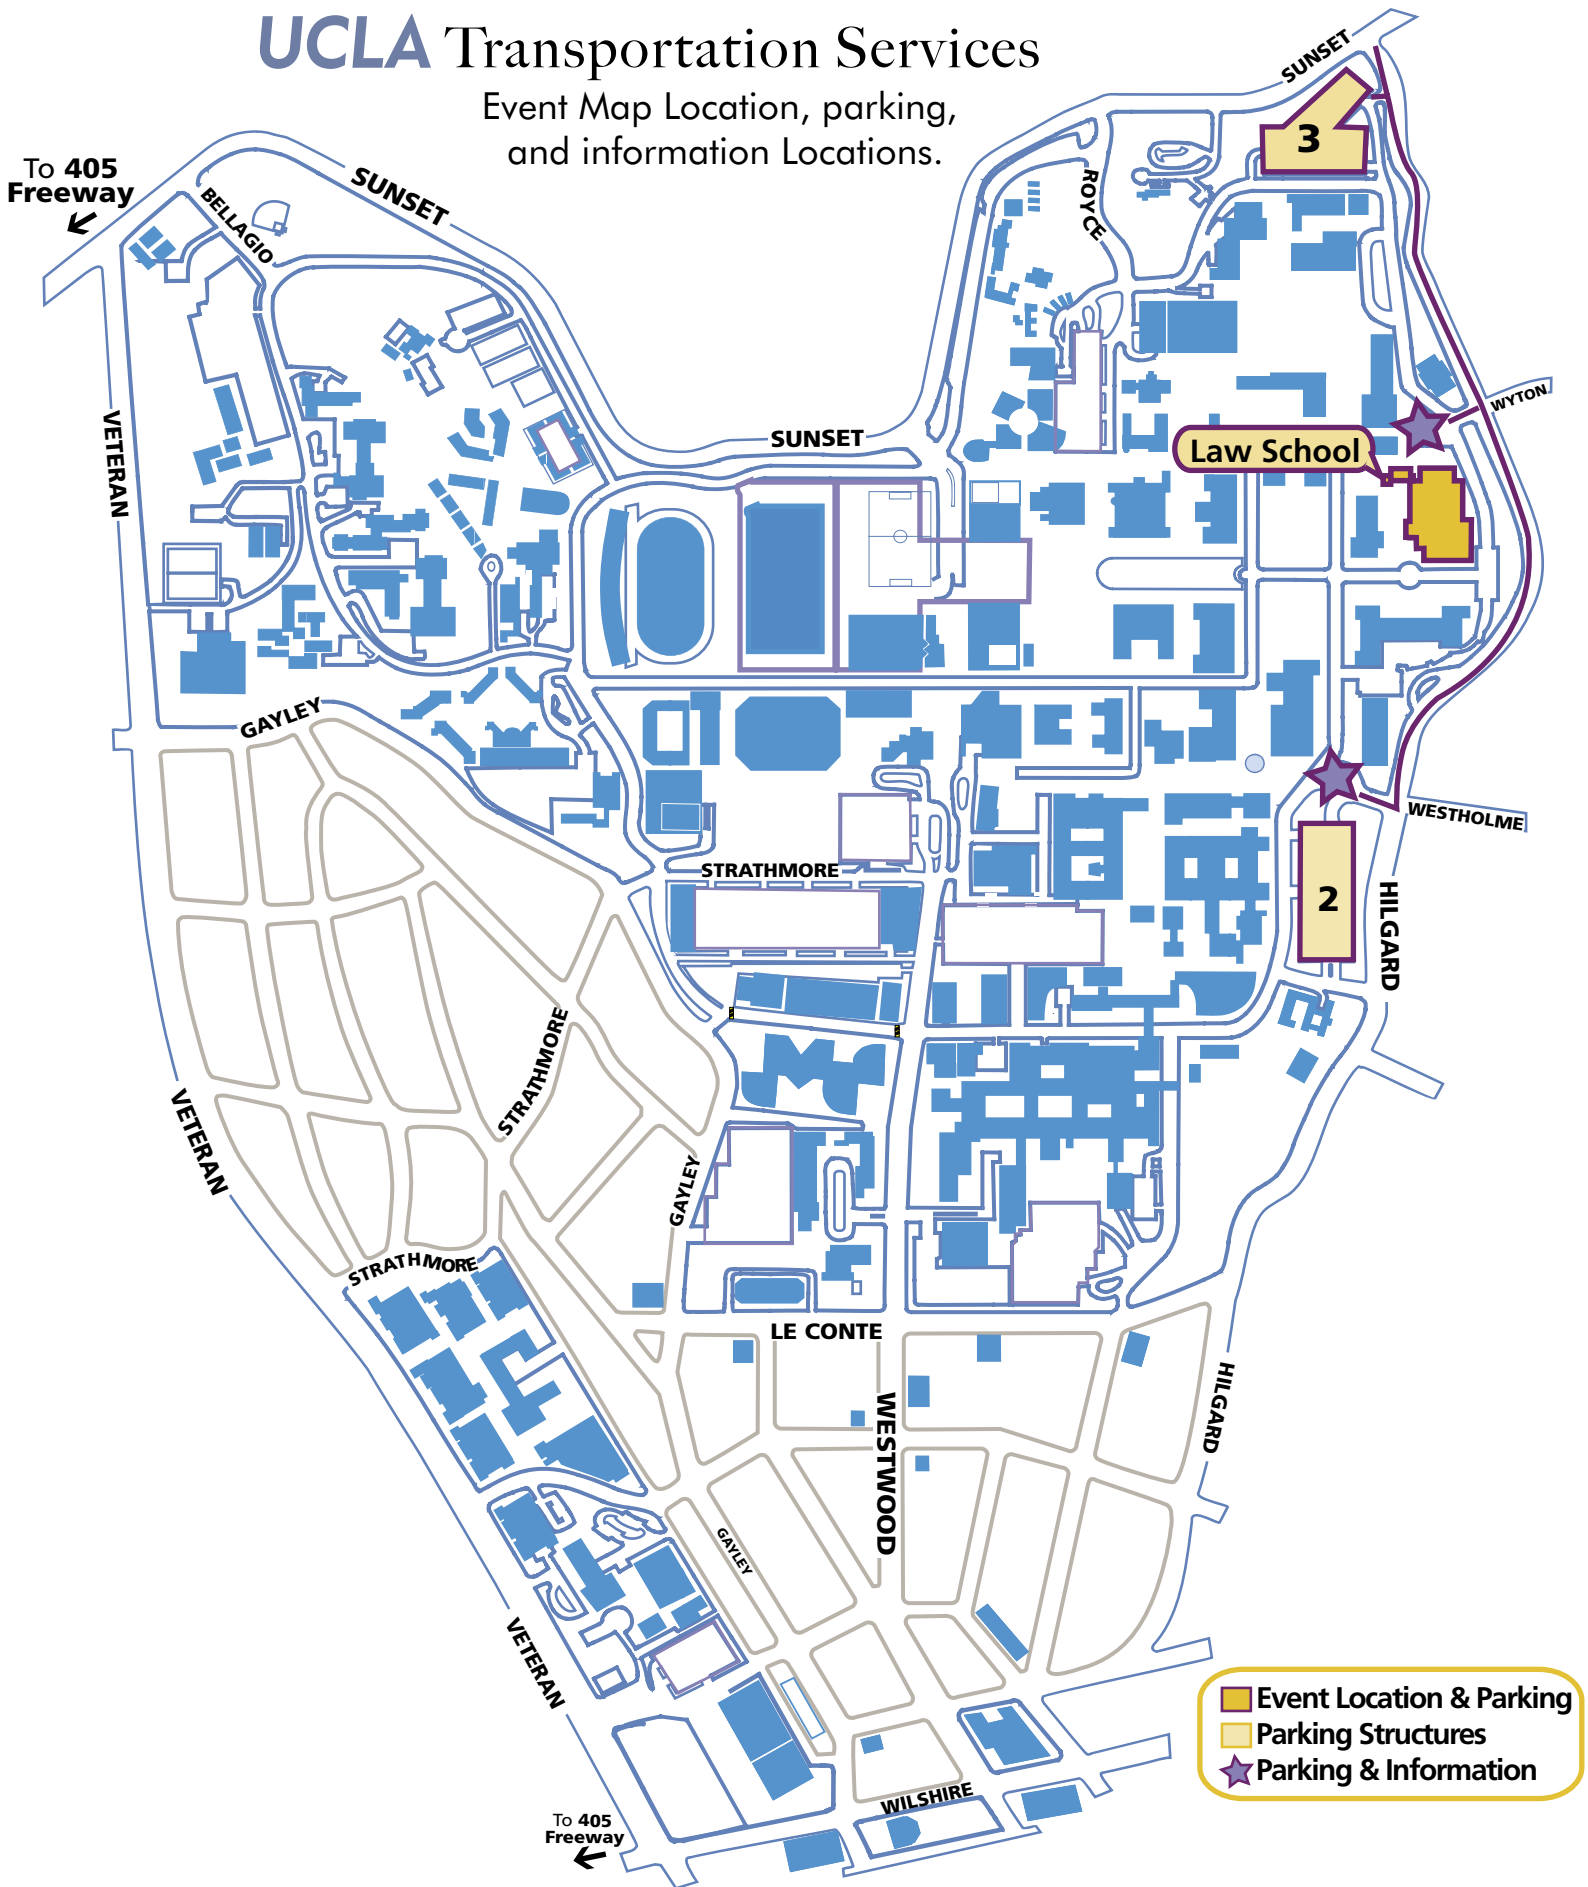 UCLA Transportation Services
Event Map Location, parking,
and information Locations.
To 405
Freeway
SUNSET
BELLAGIO
SUNSET
3
ROYCE
VETERAN
SUNSET
WYTON
Law School
GAYLEY
WESTHOLME
STRATHMORE
2
HILGARD
STRATHMORE
VETERAN
GAYLEY
STRATHMORE
LE CONTE
WESTWOOD
HILGARD
GAYLEY
VETERAN
Event Location & Parking
Parking Structures
Parking & Information
WILSHIRE
To 405
Freeway